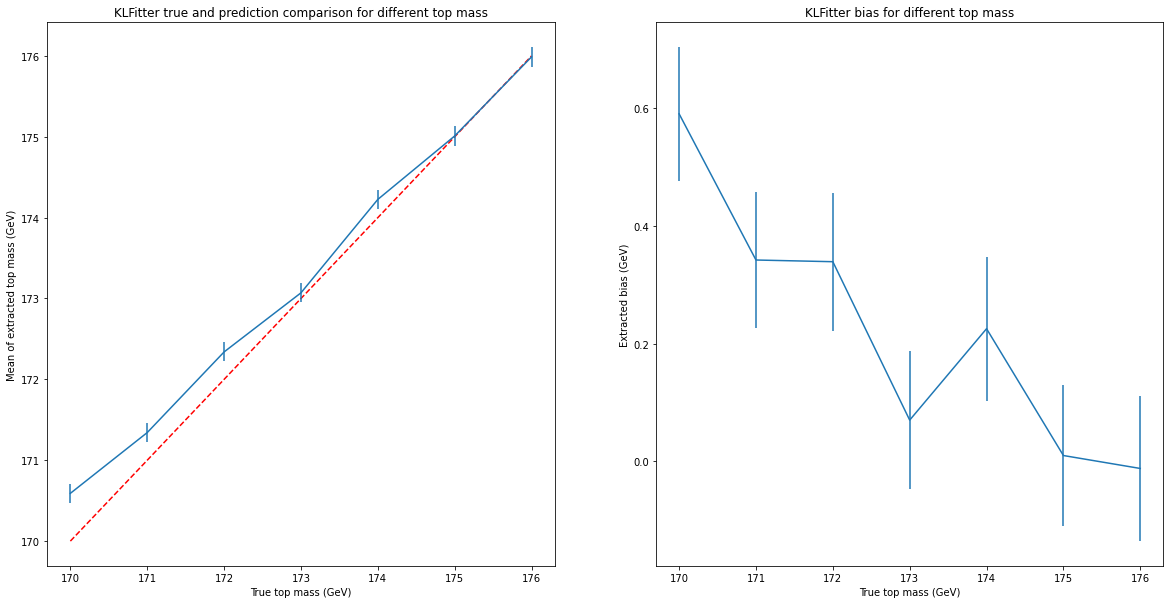 KLFitter true and prediction comparison for different top mass
Mean of extracted top mass (GeV)
176
175
174
173
172
171
170
170 171 172 173 174 175 176
True top mass (GeV)
KLFitter bias for different top mass
Extracted bias (GeV)
0.6
0.4
0.2
0.0
170 171 172 173 174 175 176
True top mass (GeV)